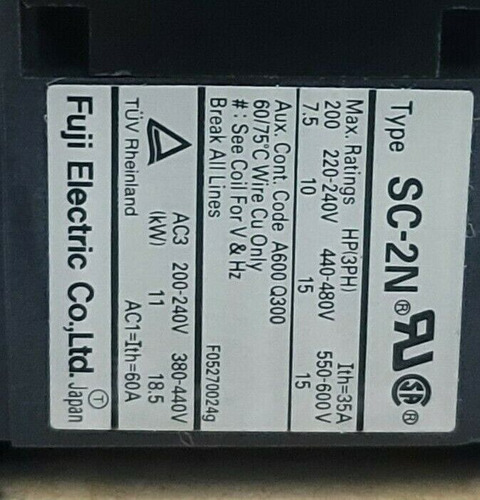 Type SC-2N ® RU SA ®
Max. Ratings HP(3PH) Ith=35A
200 220-240V 440-480V 550-600V
7.5 10 15 15
Aux. Cont. Code A600 Q300
60/75°C Wire Cu Only
# : See Coil For V & Hz
Break All Lines F05270024g
AC3 200-240V 380-440V
(kW) 11 18.5
TÜV Rheinland AC1=Ith=60A
Fuji Electric Co.,Ltd. Japan T